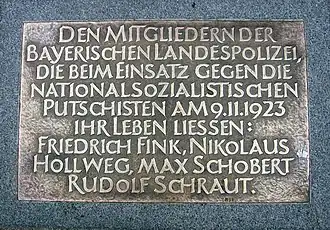 DEN MITGLIEDERN DER
BAYERISCHEN LANDESPOLIZEI,
DIE BEIM EINSATZ GEGEN DIE
NATIONALSOZIALISTISCHEN
PUTSCHISTEN AM 9.11.1923
IHR LEBEN LIESSEN:
FRIEDRICH FINK, NIKOLAUS
HOLLWEG, MAX SCHOBERT
RUDOLF SCHRAUT.